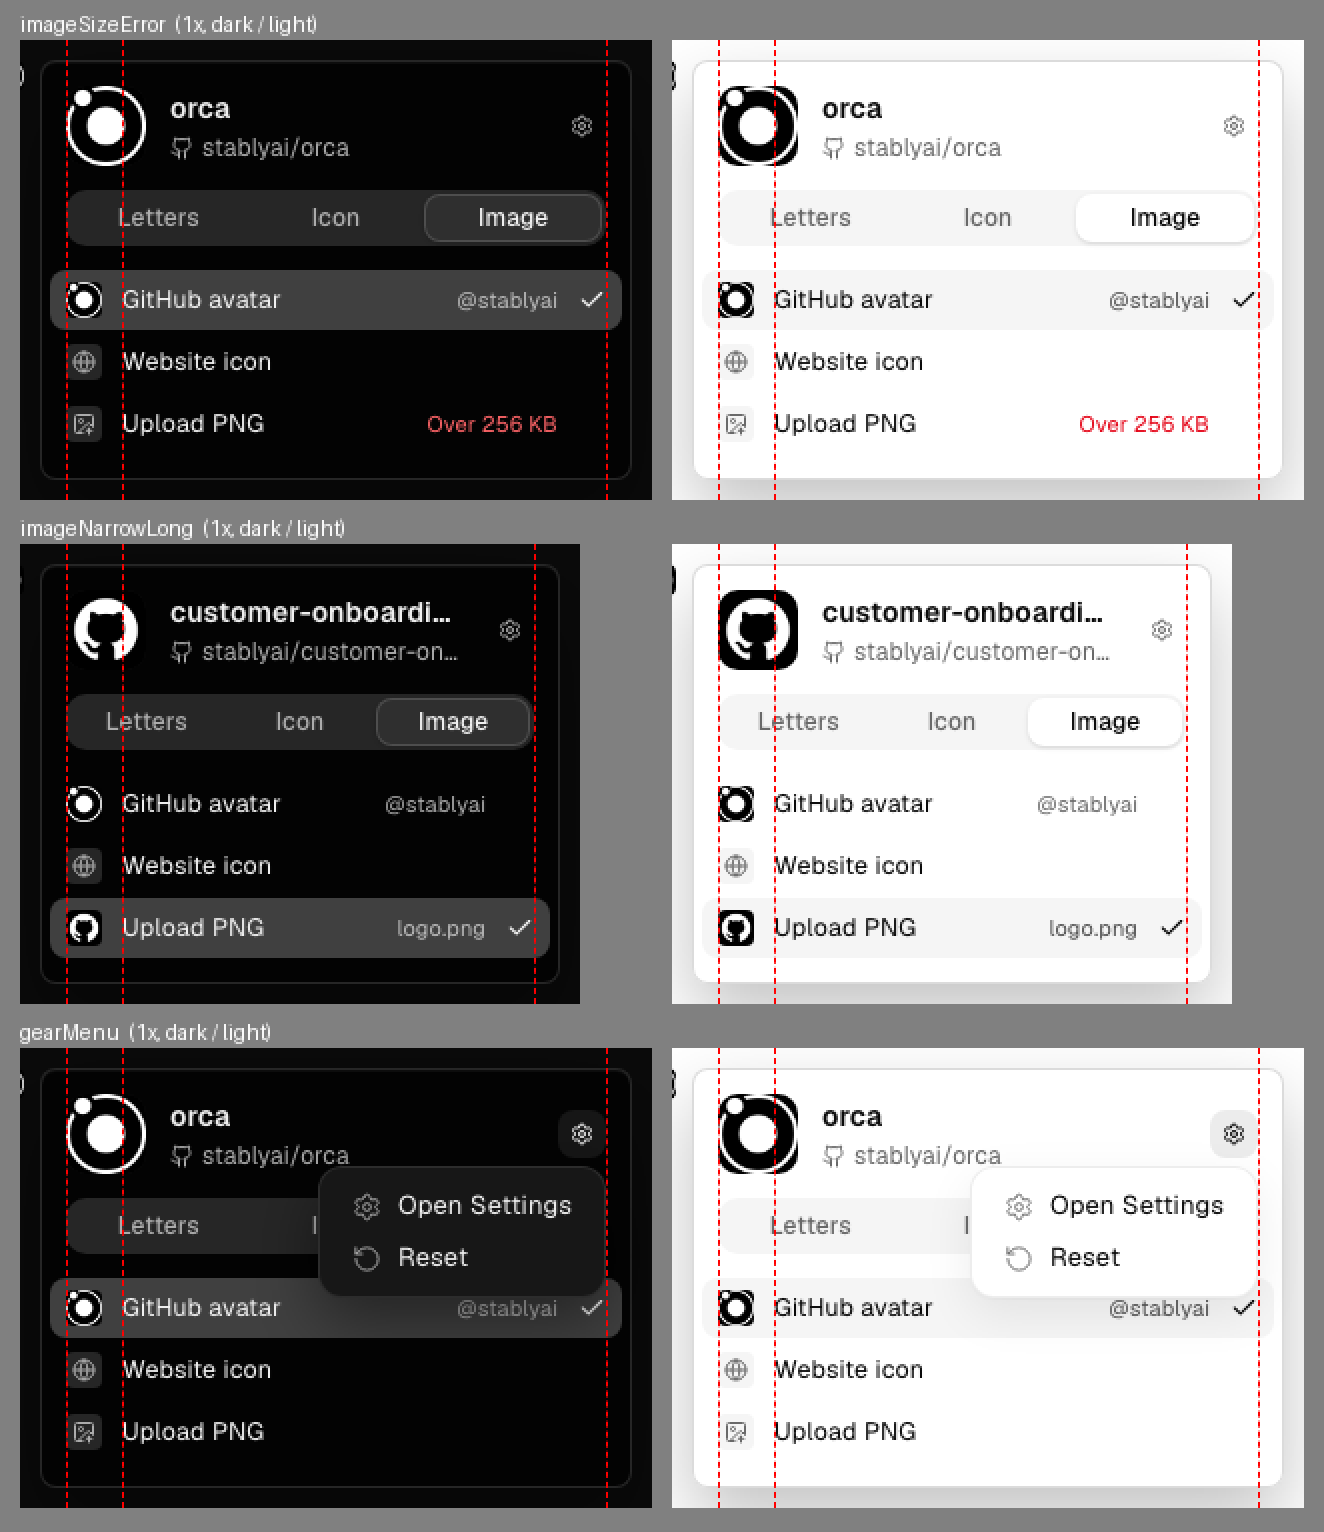 imageSizeError (1x, dark / light)
orca
stablyai/orca
Letters Icon Image
GitHub avatar @stablyai
Website icon
Upload PNG Over 256 KB
orca
stablyai/orca
Letters Icon Image
GitHub avatar @stablyai
Website icon
Upload PNG Over 256 KB
imageNarrowLong (1x, dark / light)
customer-onboardi...
stablyai/customer-on...
Letters Icon Image
GitHub avatar @stablyai
Website icon
Upload PNG logo.png
customer-onboardi...
stablyai/customer-on...
Letters Icon Image
GitHub avatar @stablyai
Website icon
Upload PNG logo.png
gearMenu (1x, dark / light)
orca
stablyai/orca
Open Settings
Letters I
Reset
GitHub avatar @stablyai
Website icon
Upload PNG
orca
stablyai/orca
Open Settings
Letters I
Reset
GitHub avatar @stablyai
Website icon
Upload PNG